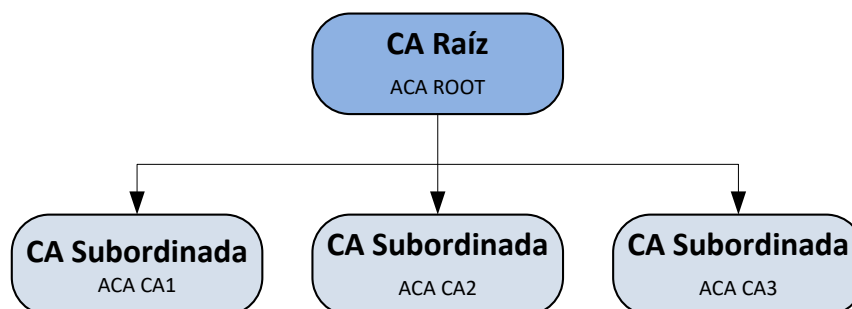 CA Raíz
ACA ROOT
CA Subordinada
ACA CA1
CA Subordinada
ACA CA2
CA Subordinada
ACA CA3